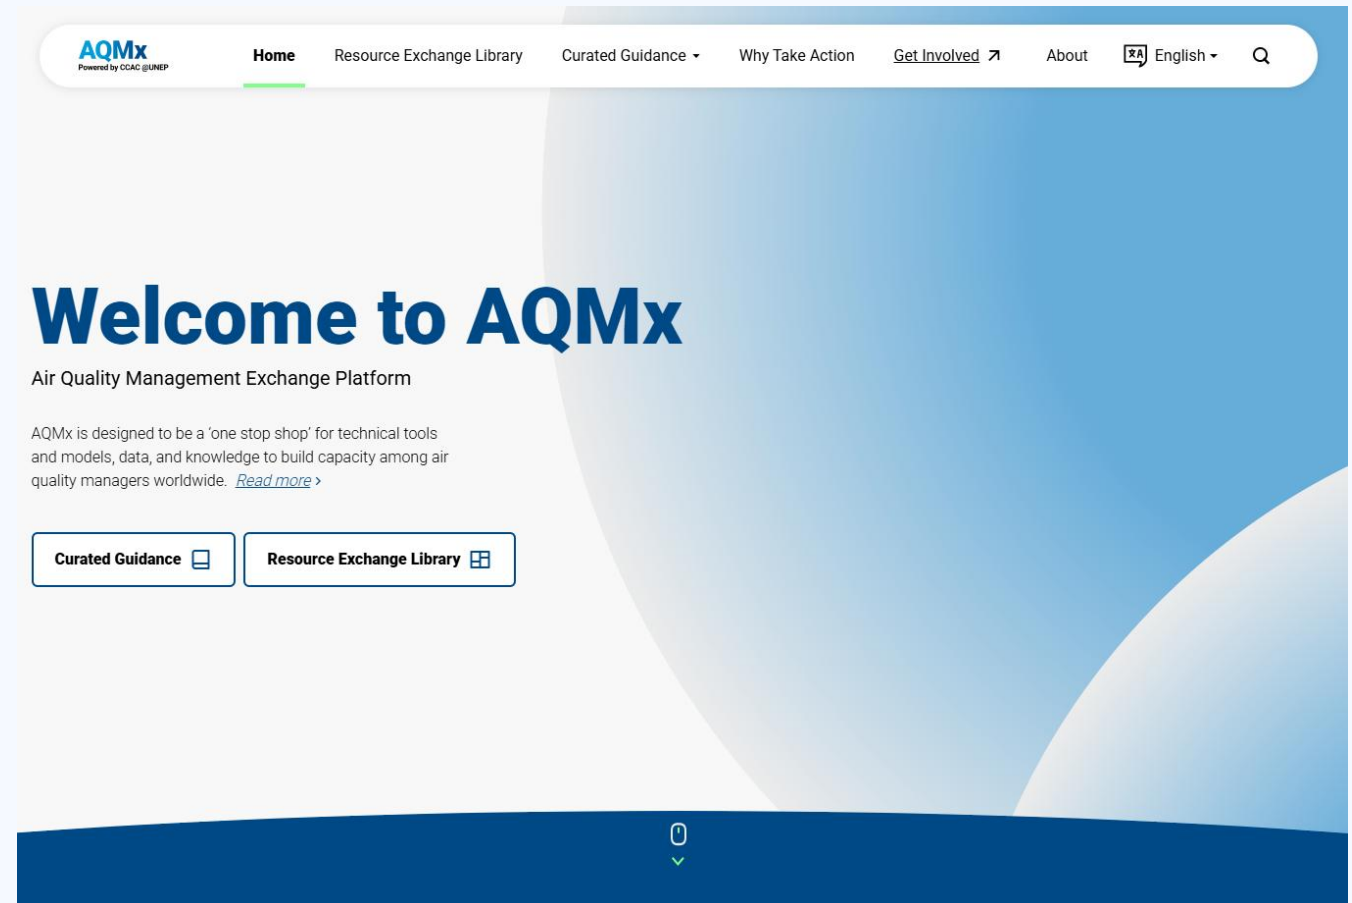 AQMx
Powered by CCAC @UNEP
Home
Resource Exchange Library
Curated Guidance
Why Take Action
Get Involved
About
English
Welcome to AQMx
Air Quality Management Exchange Platform
AQMx is designed to be a ‘one stop shop’ for technical tools
and models, data, and knowledge to build capacity among air
quality managers worldwide. Read more
Curated Guidance
Resource Exchange Library